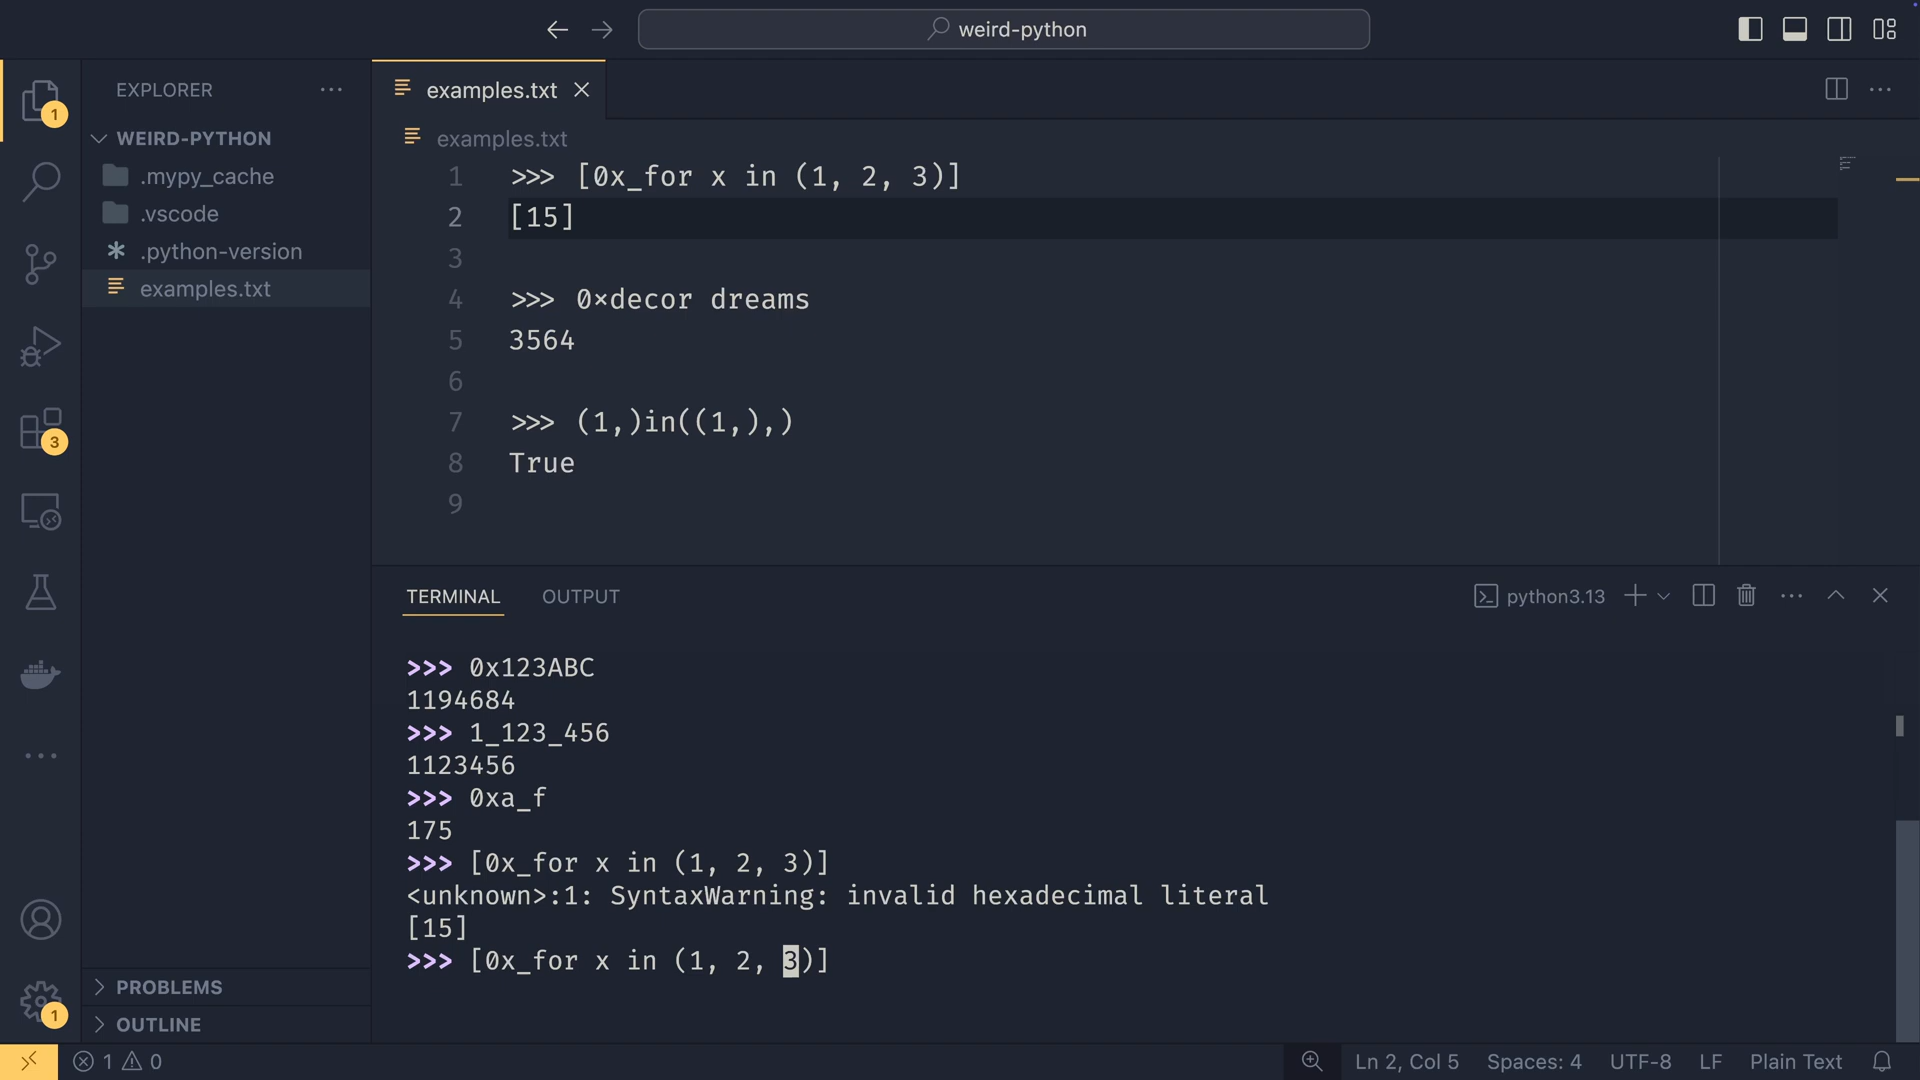 weird-python
EXPLORER
WEIRD-PYTHON
.mypy_cache
.vscode
.python-version
examples.txt
PROBLEMS
OUTLINE
1
3
1
examples.txt
examples.txt
1 >>> [0x_for x in (1, 2, 3)]
2 [15]
3
4 >>> 0×decor dreams
5 3564
6
7 >>> (1,)in((1,),)
8 True
9
TERMINAL OUTPUT
python3.13
>>> 0x123ABC
1194684
>>> 1_123_456
1123456
>>> 0xa_f
175
>>> [0x_for x in (1, 2, 3)]
<unknown>:1: SyntaxWarning: invalid hexadecimal literal
[15]
>>> [0x_for x in (1, 2, 3)]
1 0
Ln 2, Col 5 Spaces: 4 UTF-8 LF Plain Text